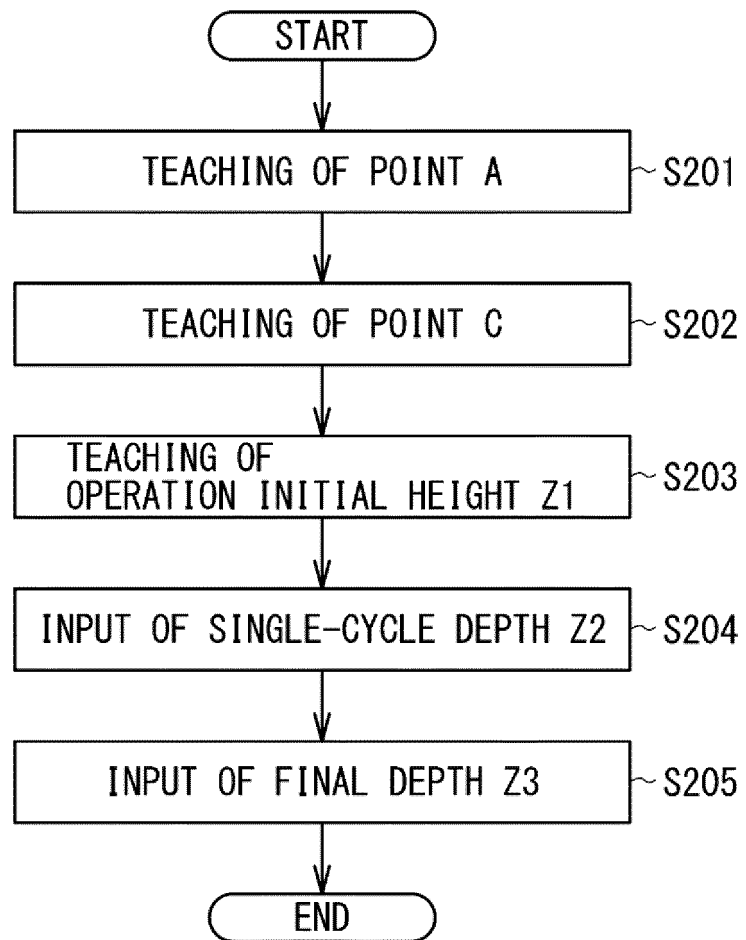 START
TEACHING OF POINT A
S201
TEACHING OF POINT C
S202
TEACHING OF
OPERATION INITIAL HEIGHT Z1
S203
INPUT OF SINGLE-CYCLE DEPTH Z2
S204
INPUT OF FINAL DEPTH Z3
S205
END